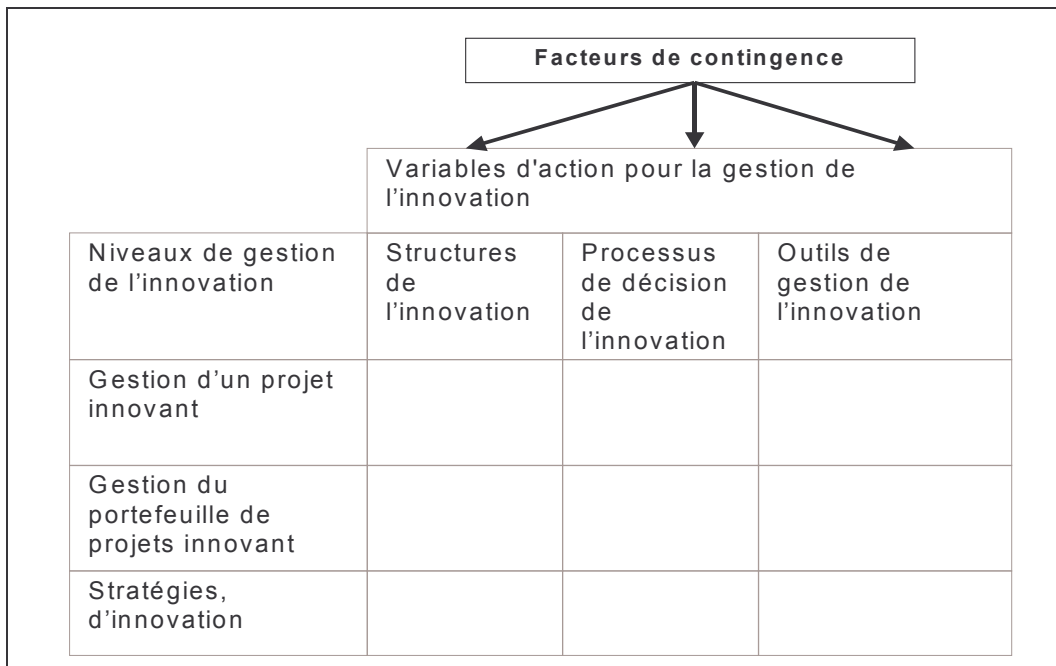 Facteurs de contingence
Variables d'action pour la gestion de
l'innovation
Niveaux de gestion
de l'innovation
Structures
de
l'innovation
Processus
de décision
de
l'innovation
Outils de
gestion de
l'innovation
Gestion d'un projet
innovant
Gestion du
portefeuille de
projets innovant
Stratégies,
d'innovation